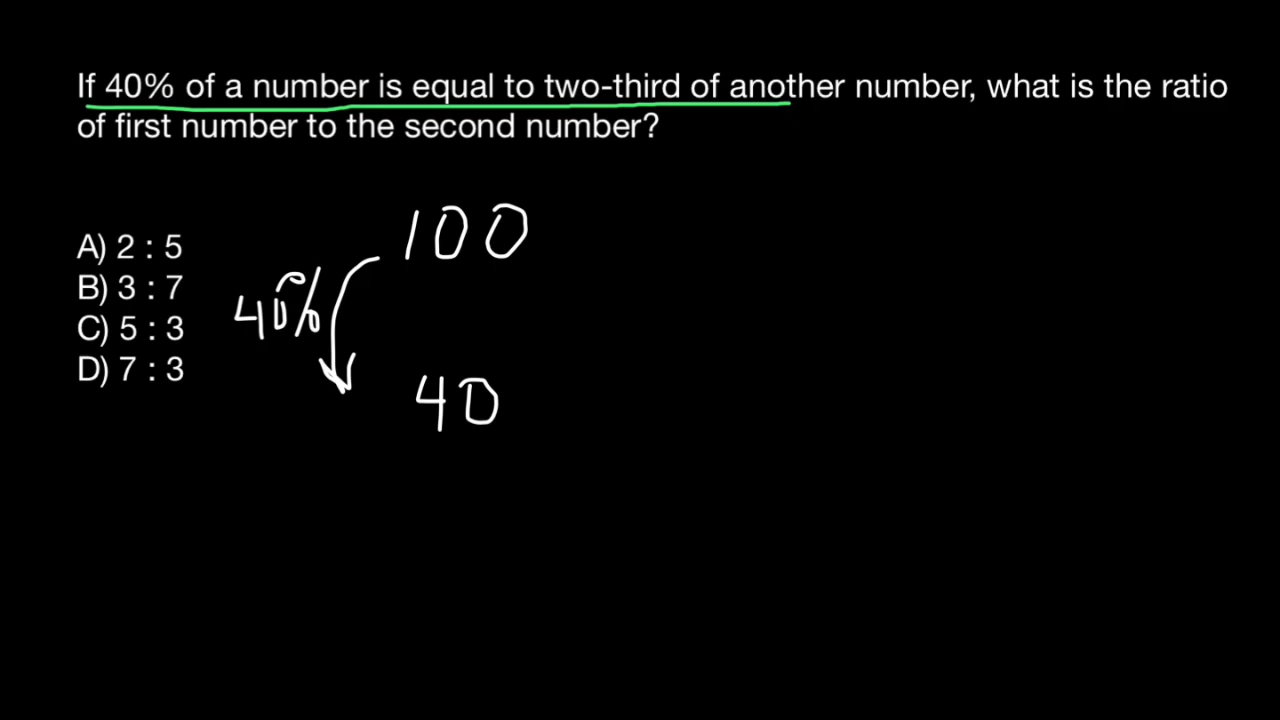 If 40% of a number is equal to two-third of another number, what is the ratio
of first number to the second number?
100
A) 2 : 5
B) 3 : 7
40%
C) 5 : 3
D) 7 : 3
40